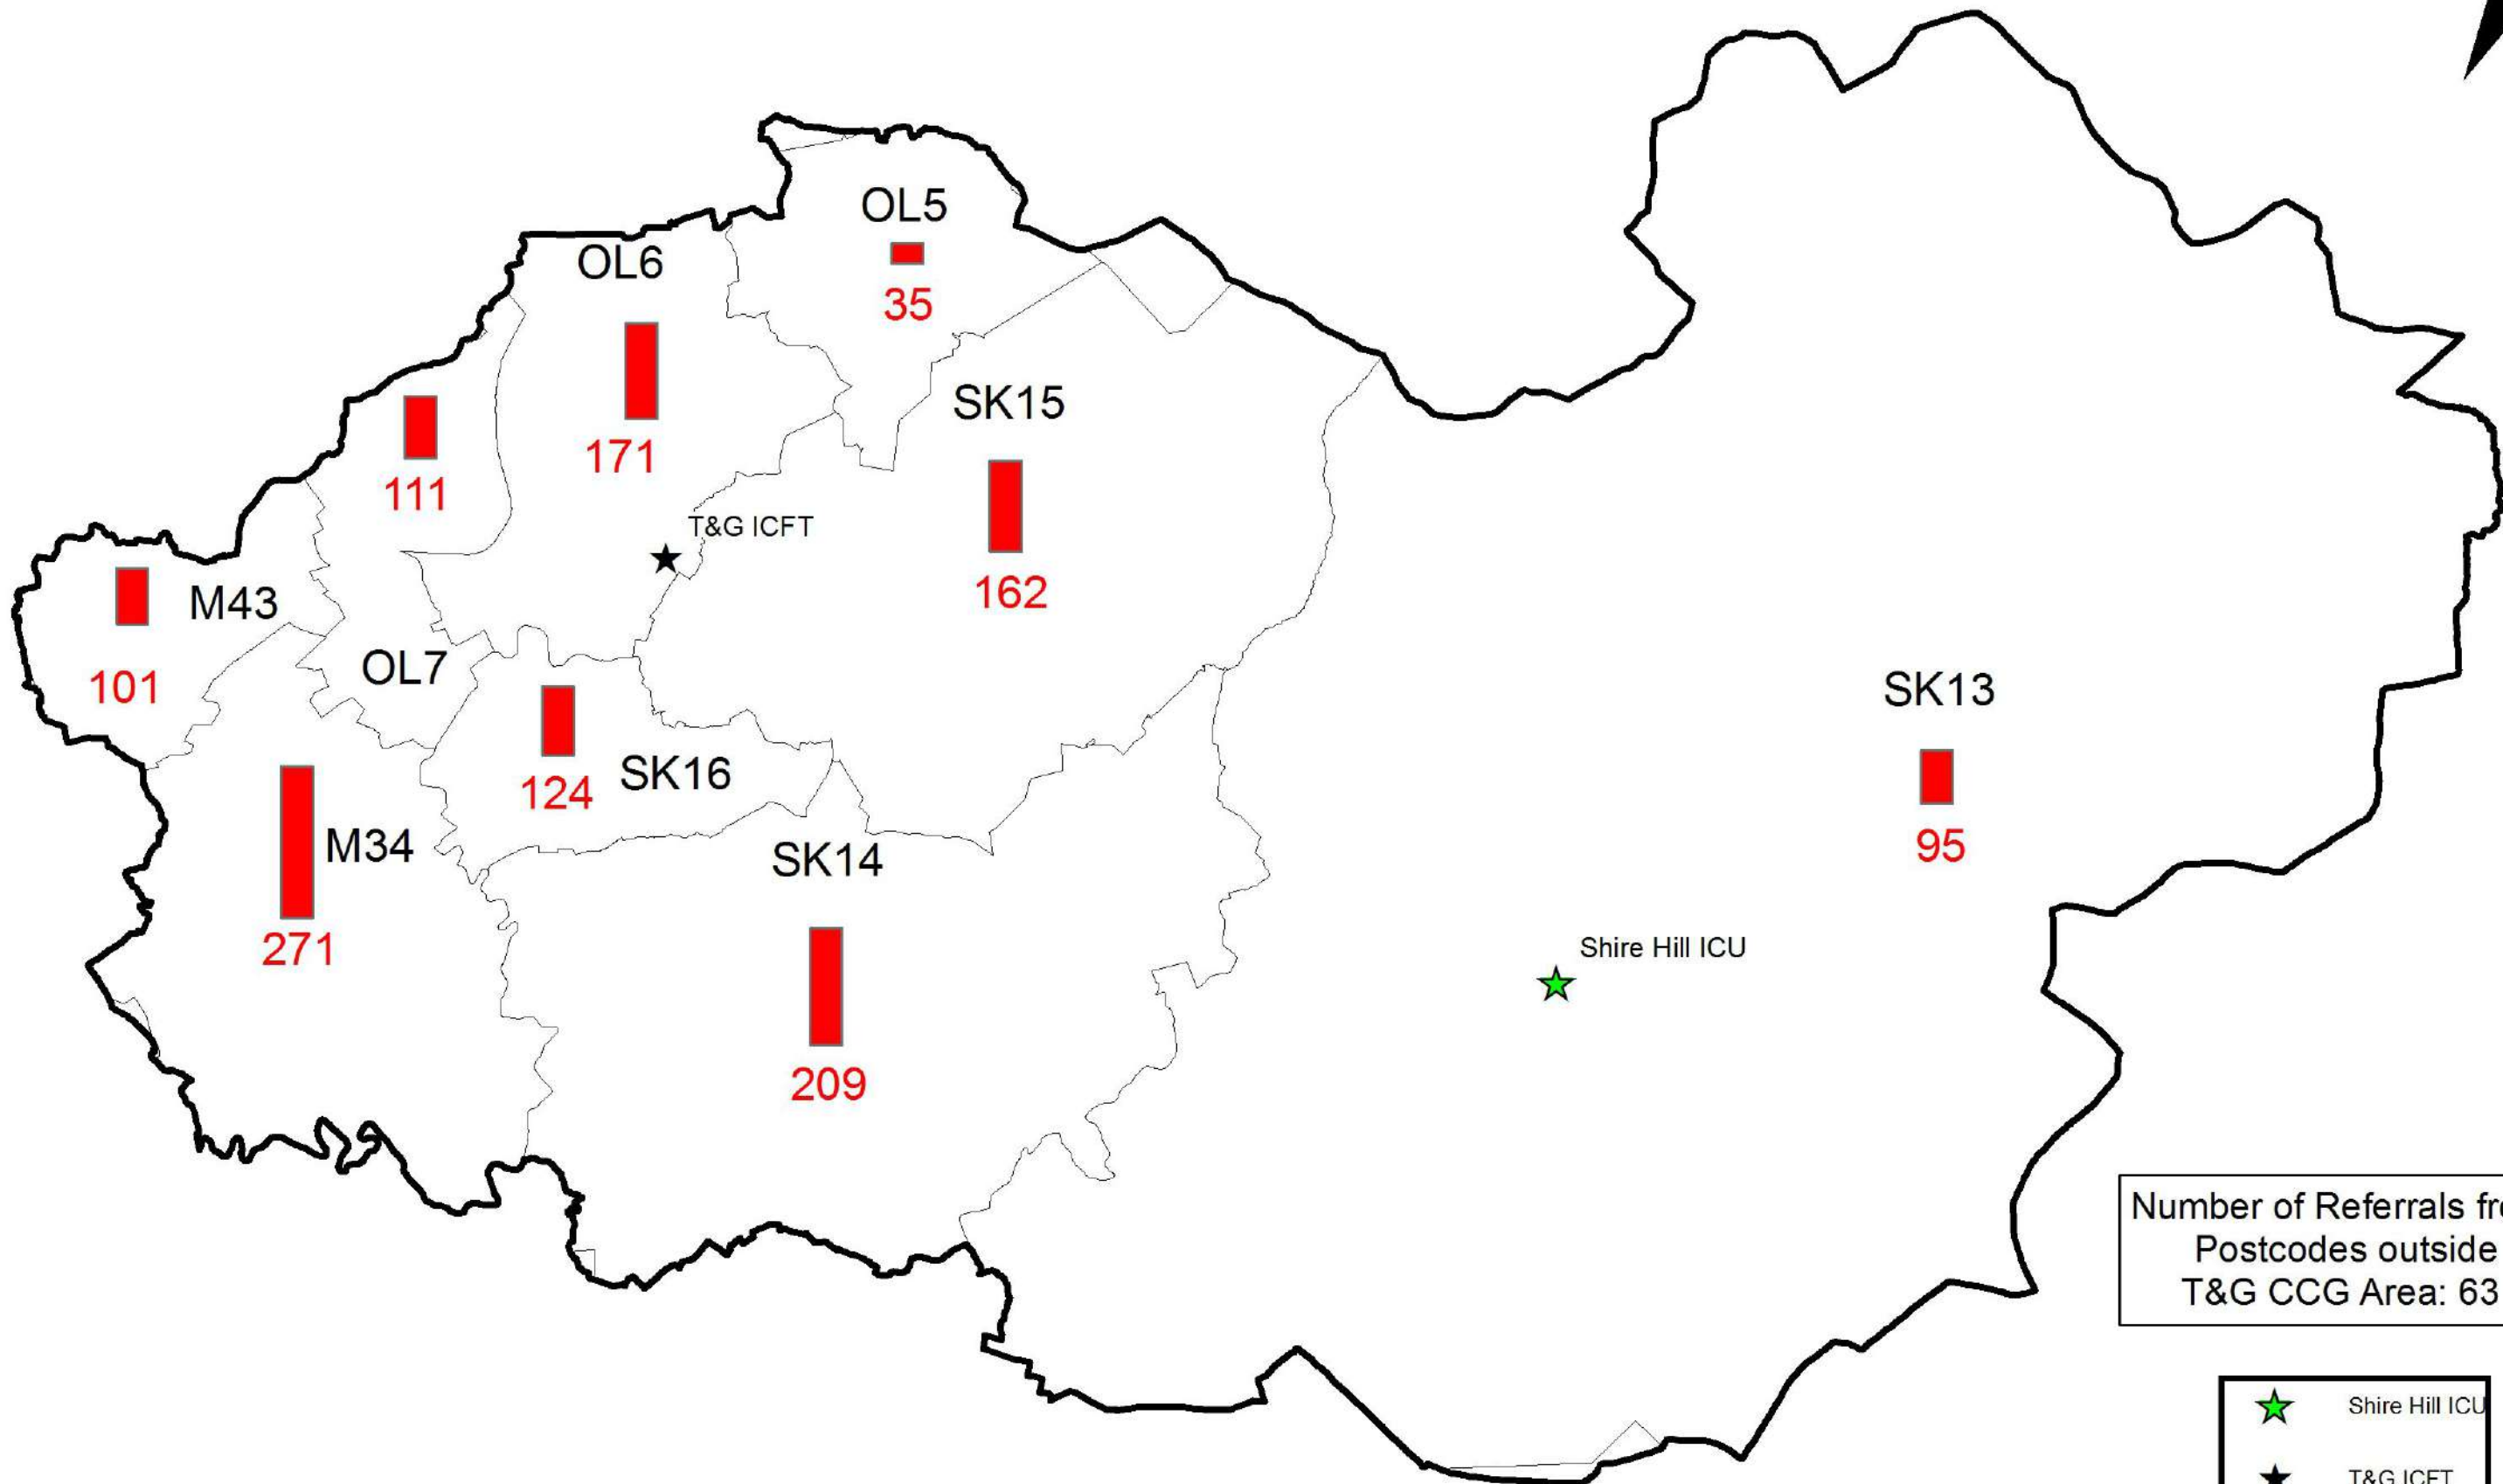 OL5
35
OL6
171
SK15
162
111
T&G ICFT
M43
101
OL7
SK13
95
124
SK16
M34
271
SK14
209
Shire Hill ICU
Number of Referrals
Postcodes outside
T&G CCG Area: 63
Shire Hill ICU
T&G ICFT